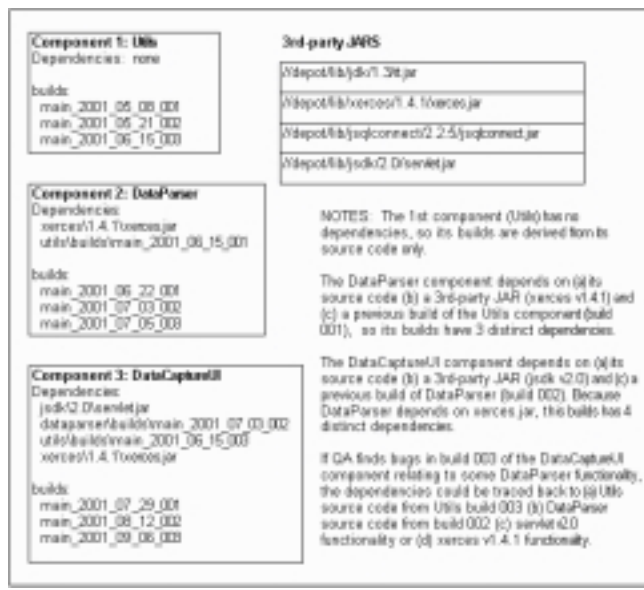 Component 1: Utils
Dependencies: none
builds:
main_2001_05_08_001
main_2001_05_21_002
main_2001_06_15_003
3rd-party JARS
//depot/lib/jdk/1.3/rt.jar
//depot/lib/xerces/1.4.1/xerces.jar
//depot/lib/jsqlconnect/2.2.5/jsqlconnect.jar
//depot/lib/jsdk/2.0/servlet.jar
Component 2: DataParser
Dependencies:
xerces\1.4.1\xerces.jar
utils\builds\main_2001_06_15_001
builds:
main_2001_06_22_001
main_2001_07_03_002
main_2001_07_05_003
Component 3: DataCaptureUI
Dependencies:
jsdk\2.0\servlet.jar
dataparser\builds\main_2001_07_03_002
utils\builds\main_2001_06_15_003
xerces\1.4.1\xerces.jar
builds:
main_2001_07_29_001
main_2001_08_12_002
main_2001_09_06_003
NOTES: The 1st component (Utils) has no
dependencies, so its builds are derived from its
source code only.
The DataParser component depends on (a) its
source code (b) a 3rd-party JAR (xerces v1.4.1) and
(c) a previous build of the Utils component (build
001), so its builds have 3 distinct dependencies.
The DataCaptureUI component depends on (a) its
source code (b) a 3rd-party JAR (jsdk v2.0) and (c) a
previous build of DataParser (build 002). Because
DataParser depends on xerces.jar, this builds has 4
distinct dependencies.
If QA finds bugs in build 003 of the DataCaptureUI
component relating to some DataParser functionality,
the dependencies could be traced back to (a) Utils
source code from Utils build 003 (b) DataParser
source code from build 002 (c) servlet v2.0
functionality or (d) xerces v1.4.1 functionality.